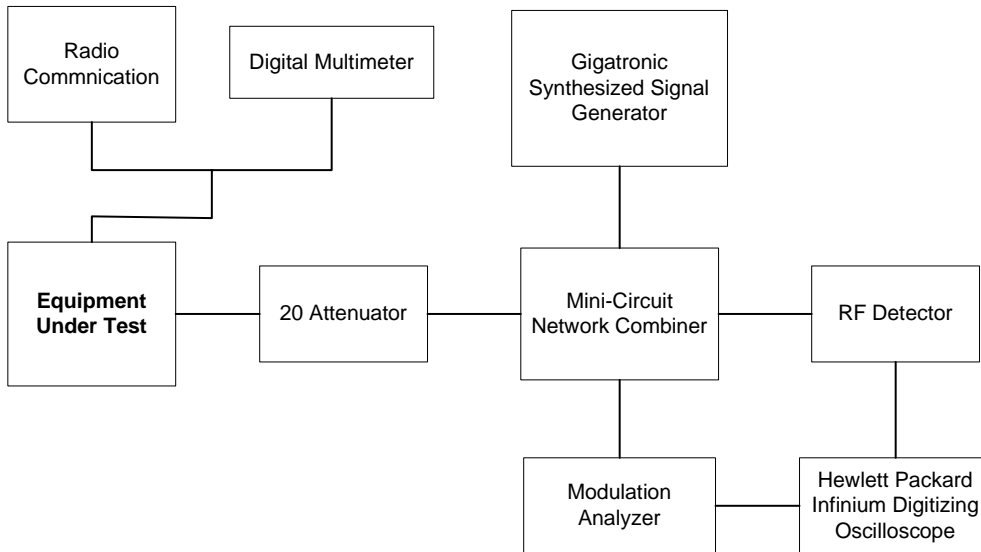 Radio
Commnication
Digital Multimeter
Gigatronic
Synthesized Signal
Generator
Equipment
Under Test
20 Attenuator
Mini-Circuit
Network Combiner
RF Detector
Modulation
Analyzer
Hewlett Packard
Infinium Digitizing
Oscilloscope